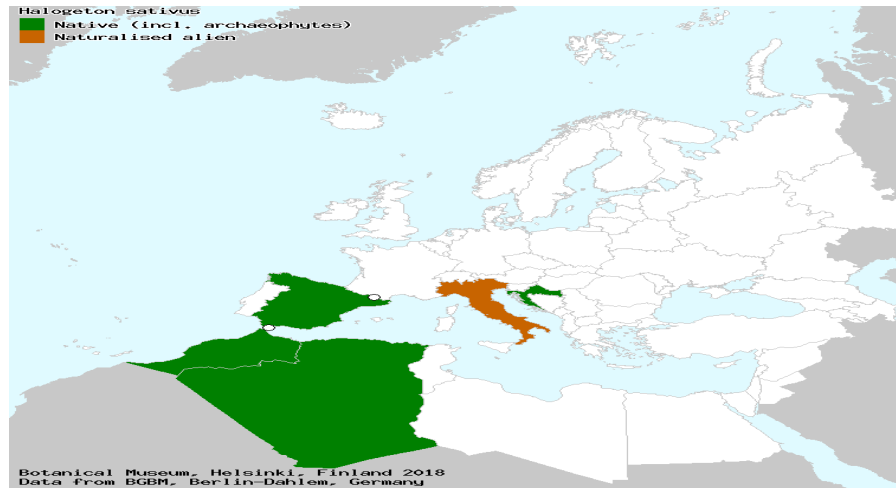 Halogeton sativus
Native (incl. archaeophytes)
Naturalised alien
Botanical Museum, Helsinki, Finland 2018
Data from BGBM, Berlin-Dahlem, Germany